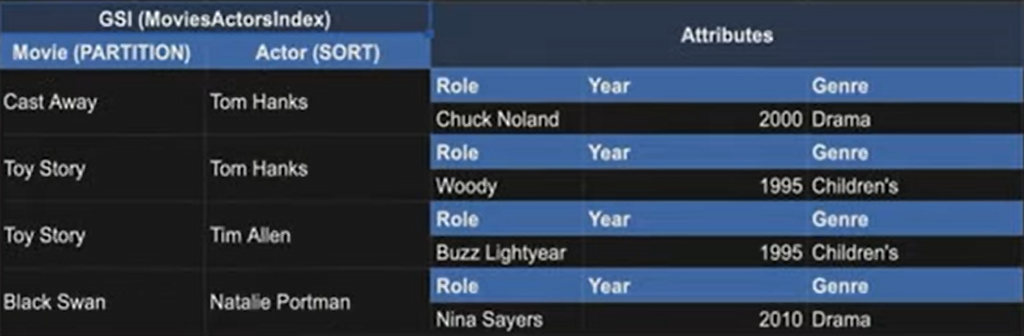 GSI (MoviesActorsIndex)
Attributes
Movie (PARTITION) Actor (SORT)
Role Year Genre
Cast Away Tom Hanks
Chuck Noland 2000 Drama
Role Year Genre
Toy Story Tom Hanks
Woody 1995 Children's
Role Year Genre
Toy Story Tim Allen
Buzz Lightyear 1995 Children's
Role Year Genre
Black Swan Natalie Portman
Nina Sayers 2010 Drama